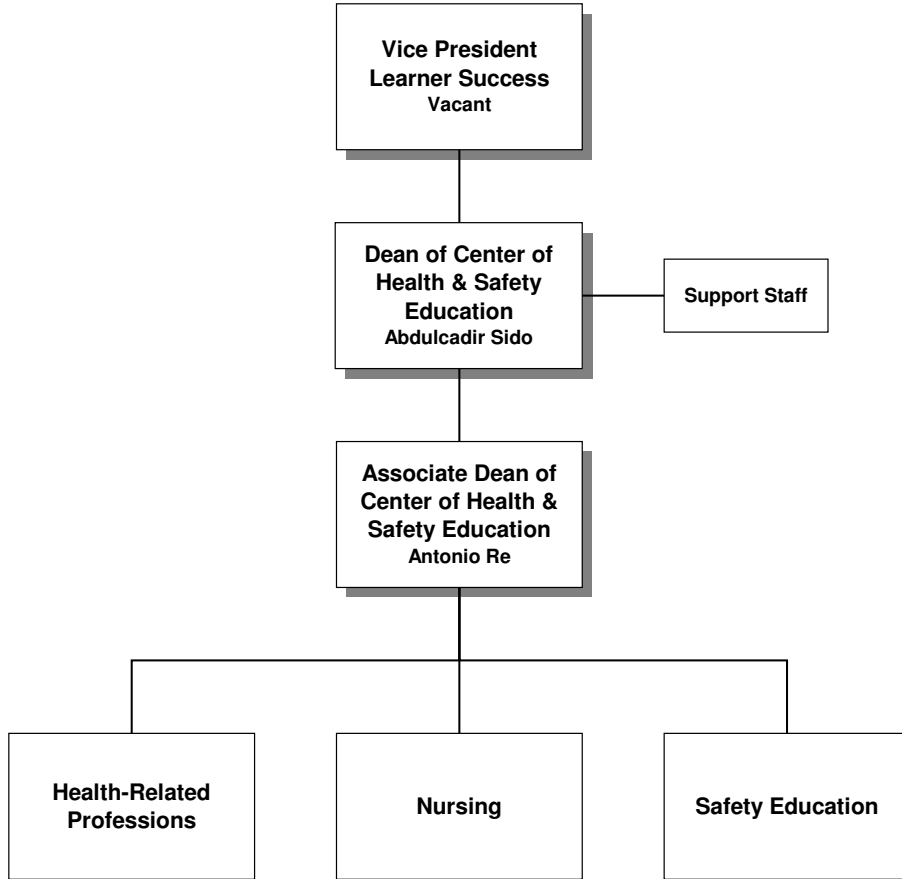 Vice President
Learner Success
Vacant
Dean of Center of
Health & Safety
Education
Abdulcadir Sido
Support Staff
Associate Dean of
Center of Health &
Safety Education
Antonio Re
Health-Related
Professions
Nursing
Safety Education